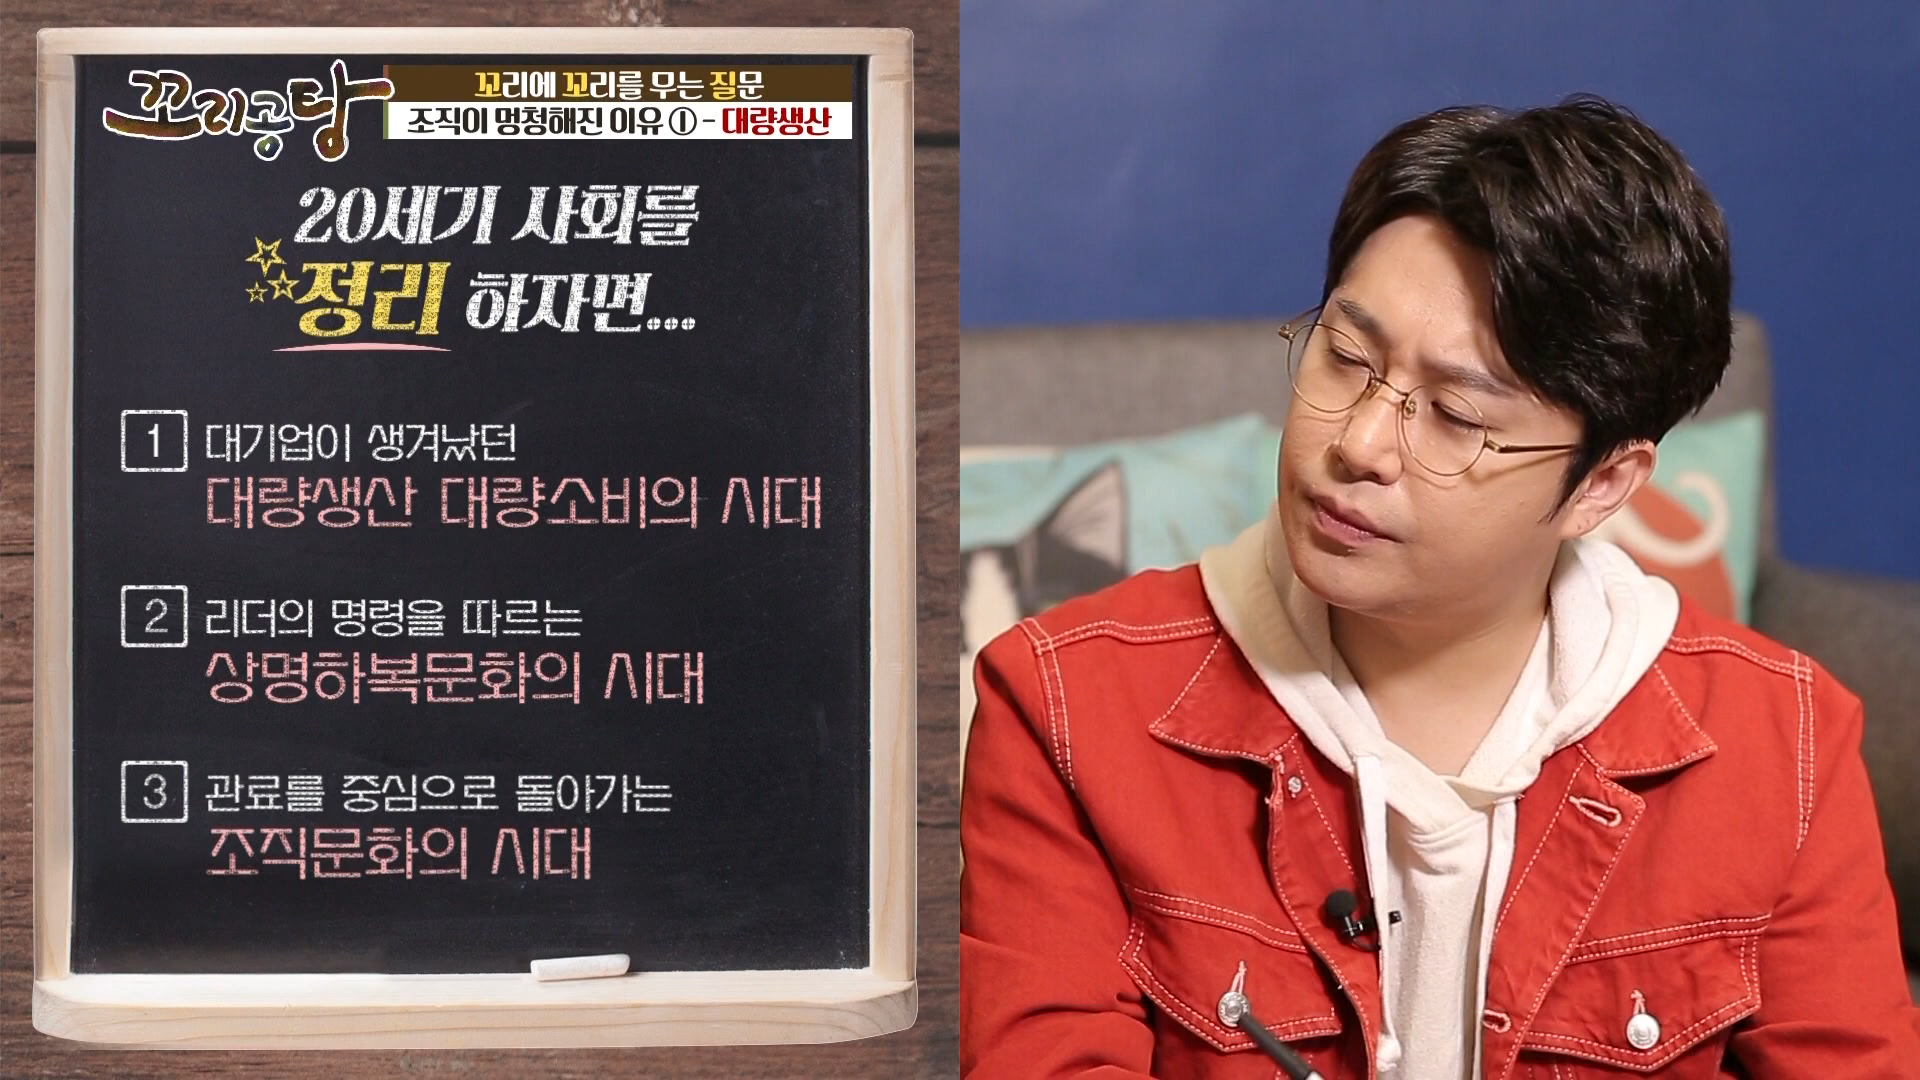 꼬리곰탕
꼬리에 꼬리를 무는 질문
조직이 멍청해진 이유 ① - 대량생산
20세기 사회를
정리 하자면...
1 대기업이 생겨났던
대량생산 대량소비의 시대
2 리더의 명령을 따르는
상명하복문화의 시대
3 관료를 중심으로 돌아가는
조직문화의 시대